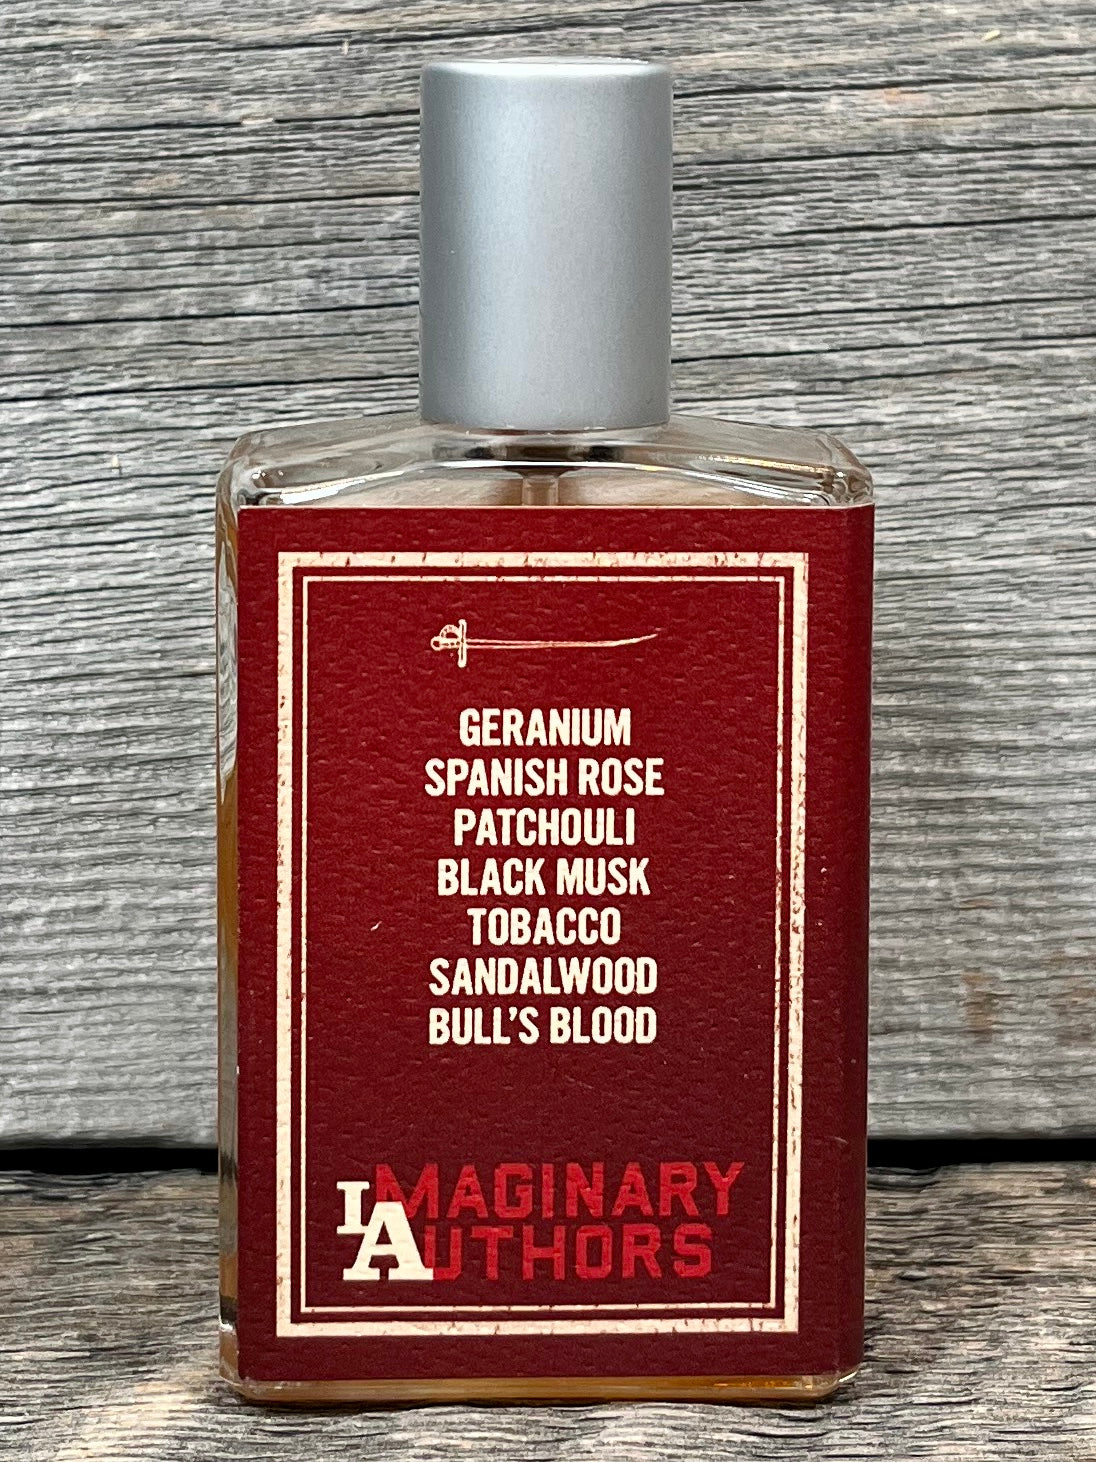 GERANIUM
SPANISH ROSE
PATCHOULI
BLACK MUSK
TOBACCO
SANDALWOOD
BULL'S BLOOD
IMAGINARY
AUTHORS